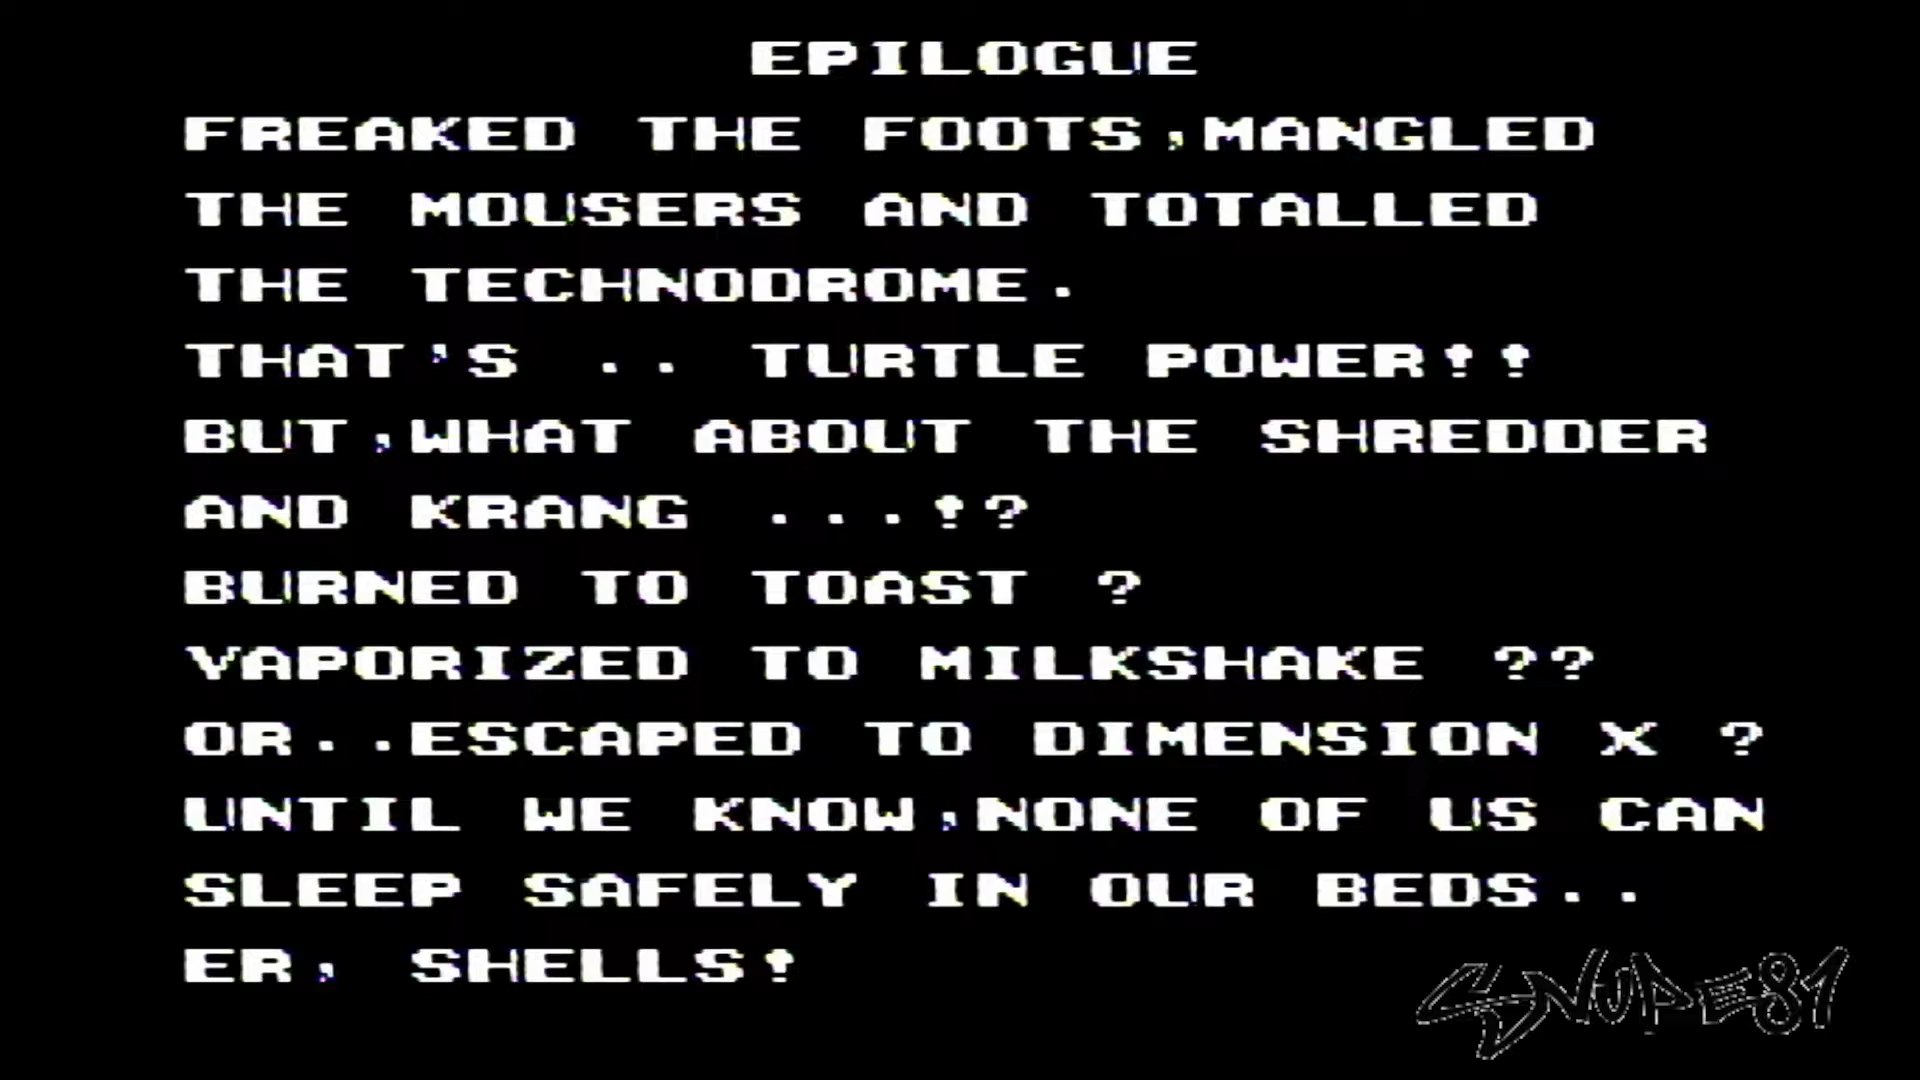 EPILOGUE
FREAKED THE FOOTS,MANGLED
THE MOUSERS AND TOTALLED
THE TECHNODROME.
THAT'S .. TURTLE POWER!!
BUT,WHAT ABOUT THE SHREDDER
AND KRANG ...!?
BURNED TO TOAST ?
VAPORIZED TO MILKSHAKE ??
OR..ESCAPED TO DIMENSION X ?
UNTIL WE KNOW,NONE OF US CAN
SLEEP SAFELY IN OUR BEDS..
ER, SHELLS!
SNUPE81